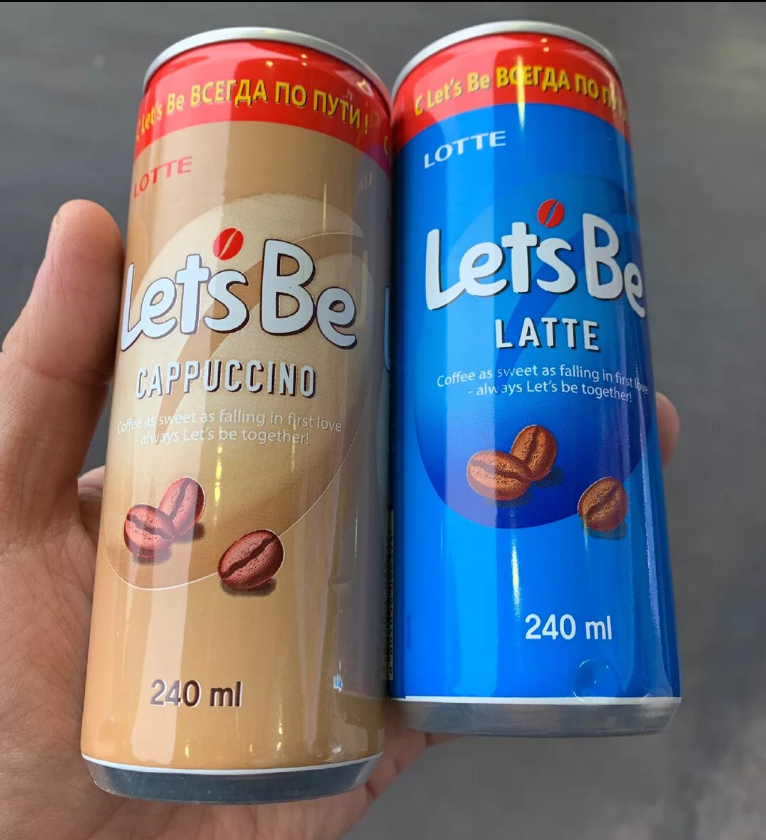 С Let's Be ВСЕГДА ПО ПУТИ!
LOTTE
Let's Be
CAPPUCCINO
Coffee as sweet as falling in first love
- always Let's be together!
240 ml
С Let's Be ВСЕГДА ПО ПУТИ
LOTTE
Let's Be
LATTE
Coffee as sweet as falling in first love
- always Let's be together!
240 ml